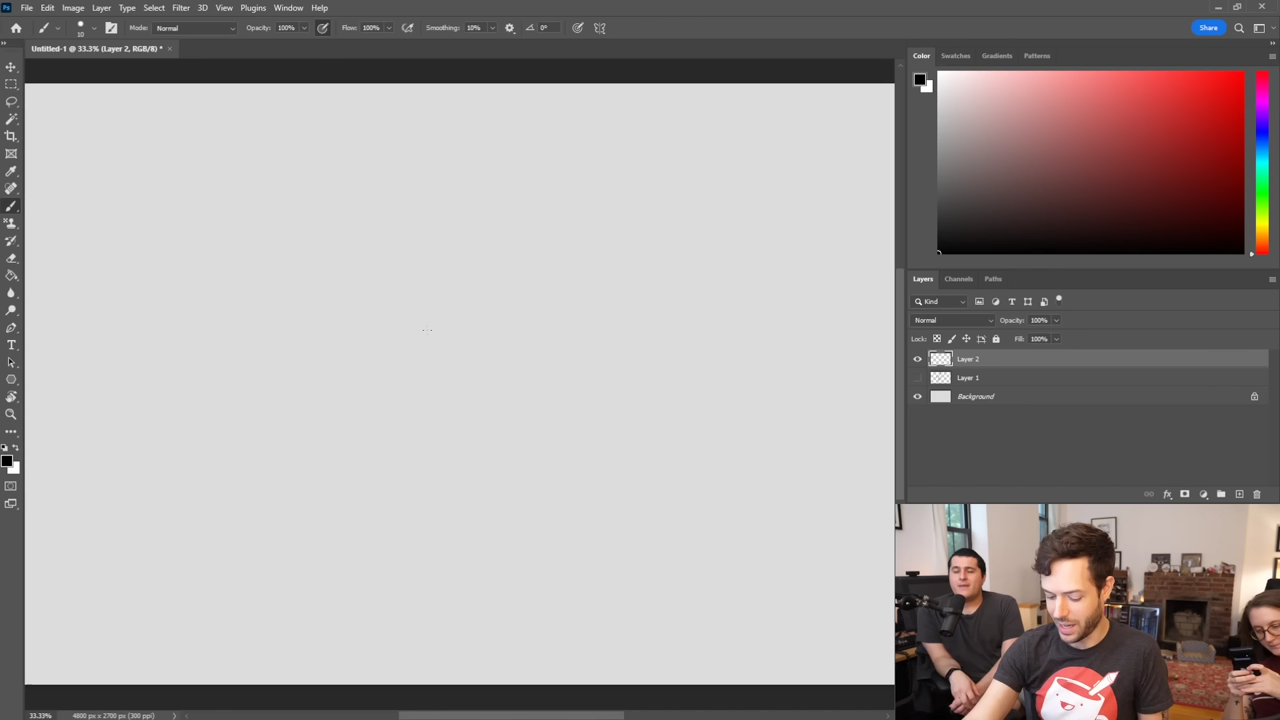 File Edit Image Layer Type Select Filter 3D View Plugins Window Help
10 Mode: Normal Opacity: 100% Flow: 100% Smoothing: 10% 0° Share
Untitled-1 @ 33.3% (Layer 2, RGB/8) *
Color Swatches Gradients Patterns
Layers Channels Paths
Kind
Normal Opacity: 100%
Lock: Fill: 100%
Layer 2
Layer 1
Background
33.33% 4800 px x 2700 px (300 ppi)